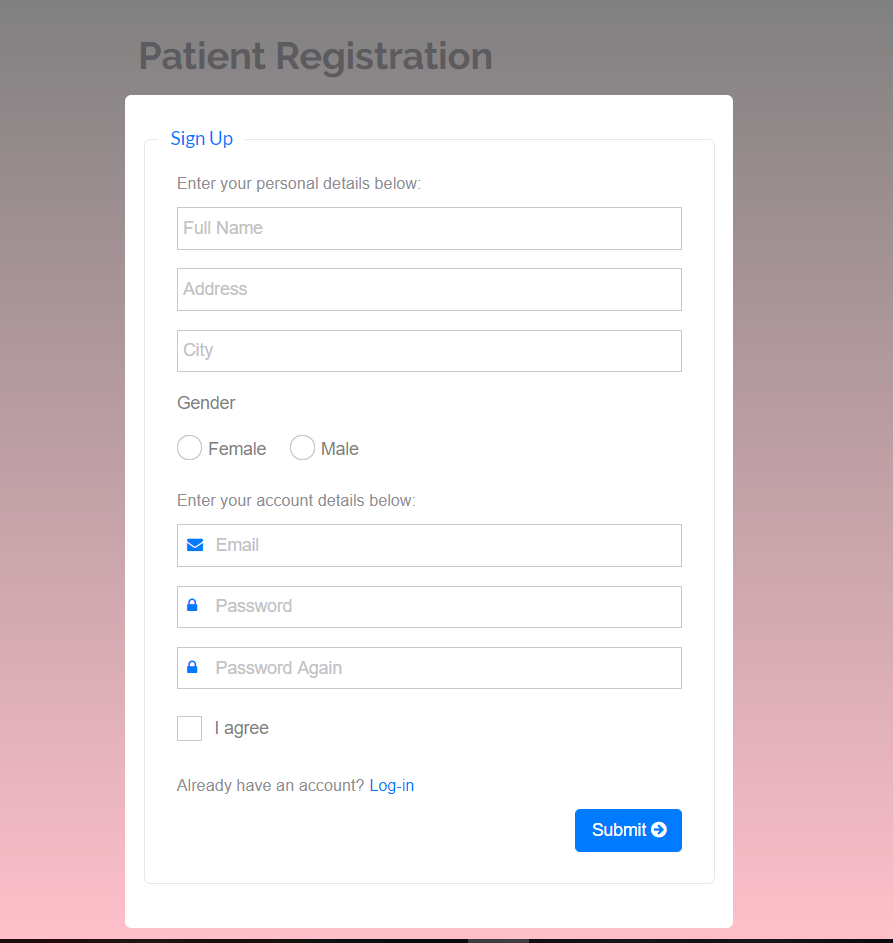 Patient Registration
Sign Up
Enter your personal details below:
Full Name
Address
City
Gender
Female Male
Enter your account details below:
Email
Password
Password Again
I agree
Already have an account? Log-in
Submit